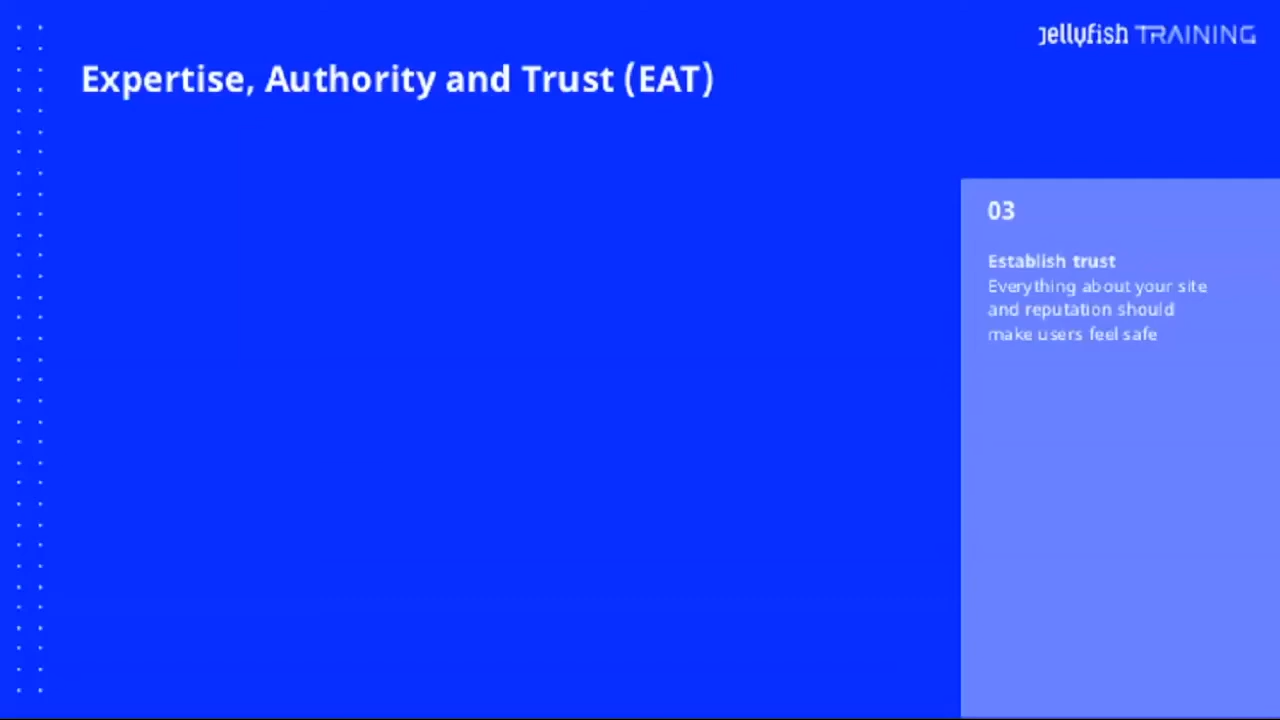 jellyfish TRAINING
Expertise, Authority and Trust (EAT)
03
Establish trust
Everything about your site
and reputation should
make users feel safe